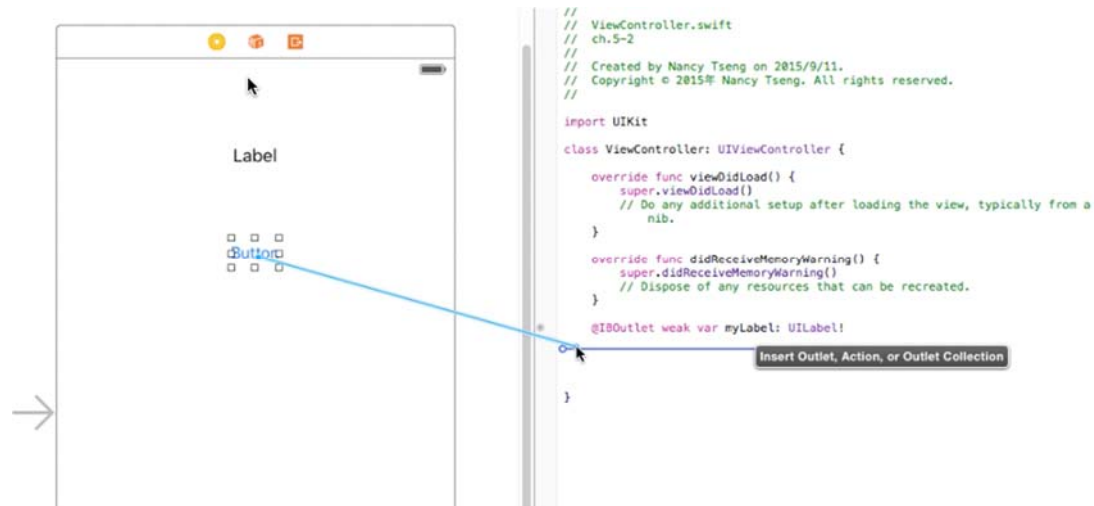 Label
Button
//
// ViewController.swift
// ch.5-2
//
// Created by Nancy Tseng on 2015/9/11.
// Copyright © 2015年 Nancy Tseng. All rights reserved.
//
import UIKit
class ViewController: UIViewController {
override func viewDidLoad() {
super.viewDidLoad()
// Do any additional setup after loading the view, typically from a
nib.
}
override func didReceiveMemoryWarning() {
super.didReceiveMemoryWarning()
// Dispose of any resources that can be recreated.
}
@IBOutlet weak var myLabel: UILabel!
Insert Outlet, Action, or Outlet Collection
}